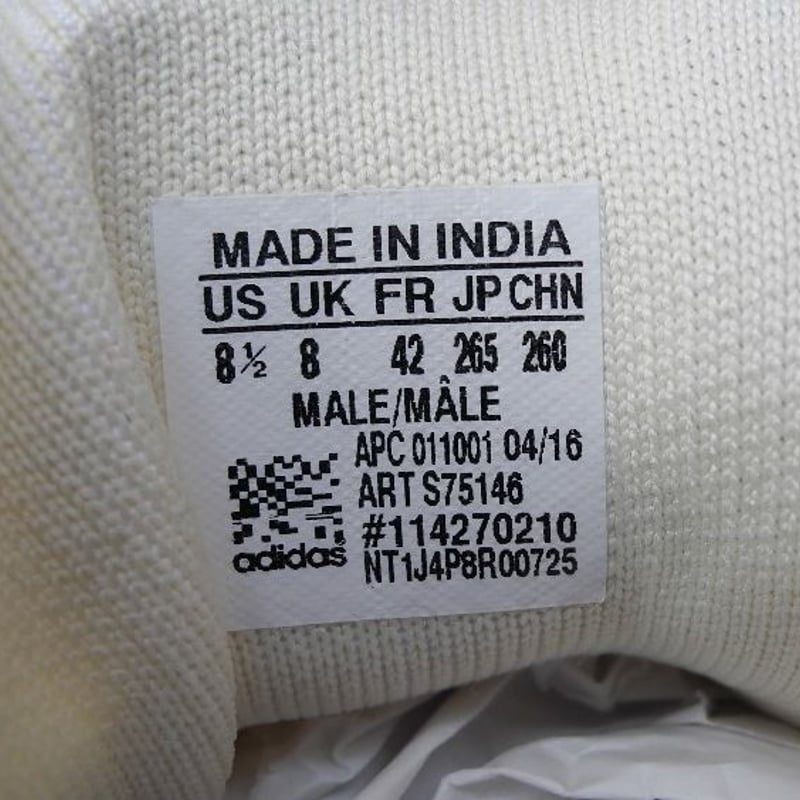 MADE IN INDIA
US UK FR JP CHN
8½ 8 42 265 260
MALE/MÂLE
APC 011001 04/16
ART S75146
#114270210
adidas
NT1J4P8R00725